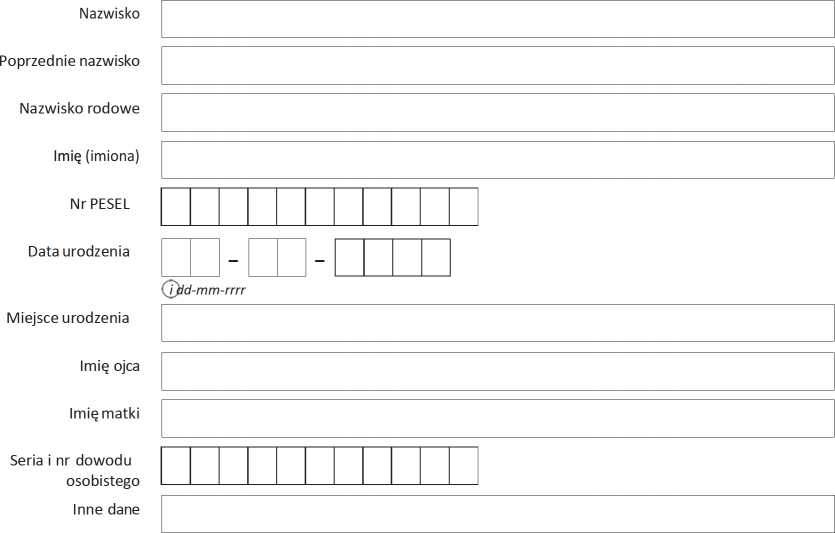 Nazwisko
Poprzednie nazwisko
Nazwisko rodowe
Imię (imiona)
Nr PESEL
Data urodzenia
– –
i dd-mm-rrrr
Miejsce urodzenia
Imię ojca
Imię matki
Seria i nr dowodu
osobistego
Inne dane